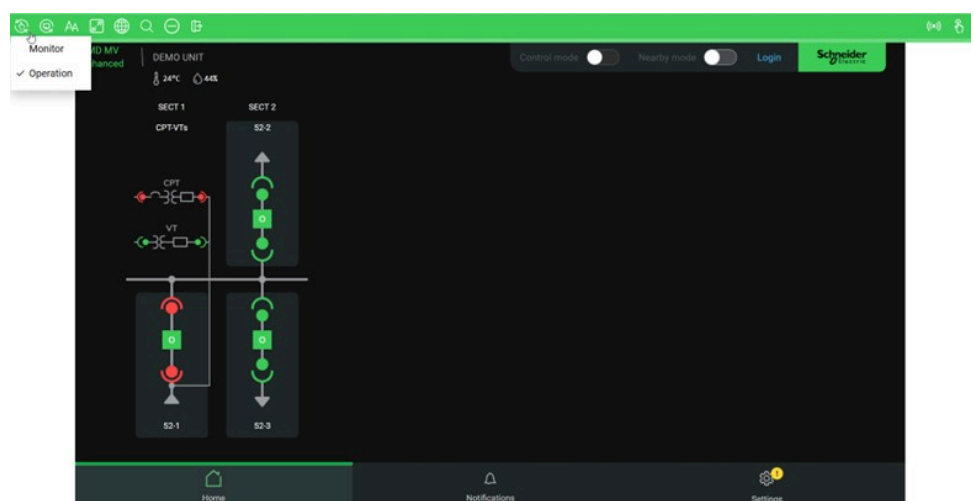 Monitor
✓ Operation
MD MV
hanced
DEMO UNIT
24°C 44%
Control mode
Nearby mode
Login
Schneider
Electric
SECT 1 SECT 2
CPT-VTs 52-2
CPT
VT
52-1 52-3
Home
Notifications
Settings